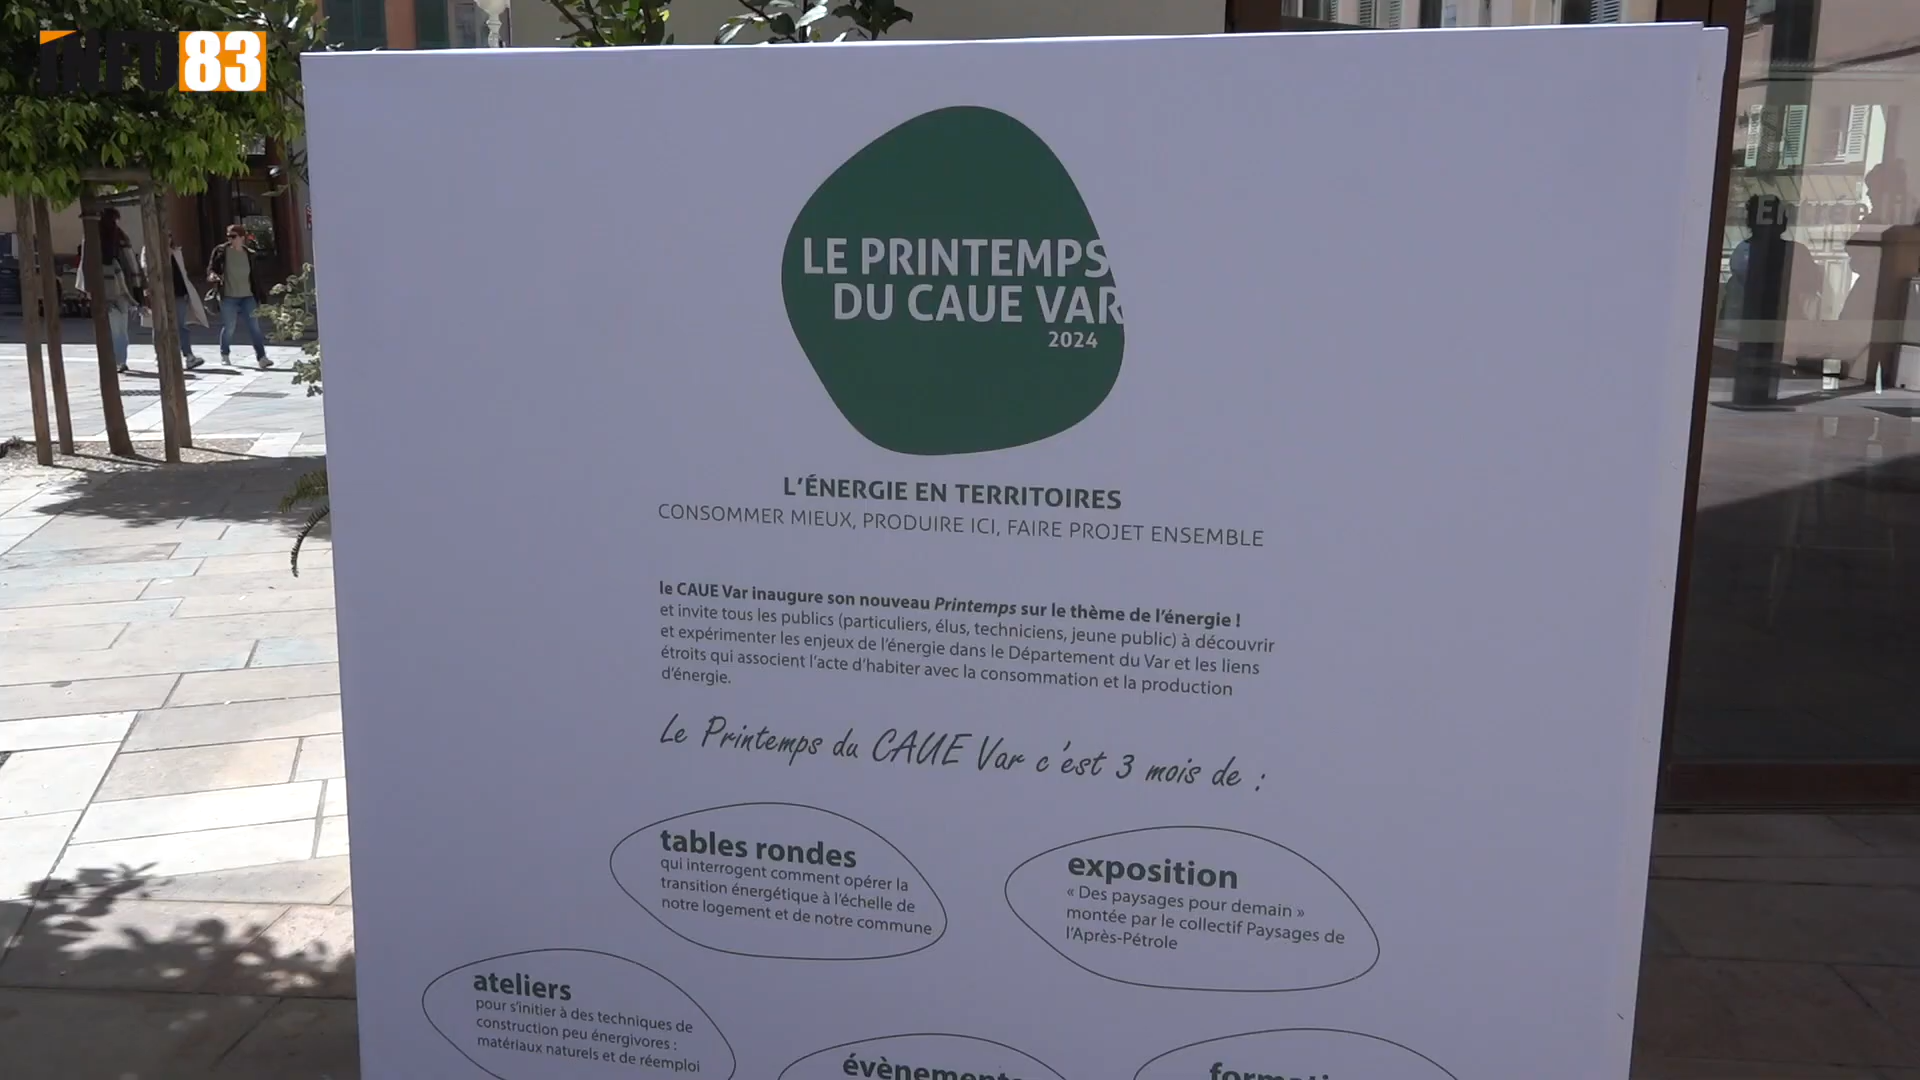 INFO 83
LE PRINTEMPS
DU CAUE VAR
2024
L'ÉNERGIE EN TERRITOIRES
CONSOMMER MIEUX, PRODUIRE ICI, FAIRE PROJET ENSEMBLE
le CAUE Var inaugure son nouveau Printemps sur le thème de l'énergie !
et invite tous les publics (particuliers, élus, techniciens, jeune public) à découvrir
et expérimenter les enjeux de l'énergie dans le Département du Var et les liens
étroits qui associent l'acte d'habiter avec la consommation et la production
d'énergie.
Le Printemps du CAUE Var c'est 3 mois de :
tables rondes
qui interrogent comment opérer la
transition énergétique à l'échelle de
notre logement et de notre commune
exposition
« Des paysages pour demain »
montée par le collectif Paysages de
l'Après-Pétrole
ateliers
pour s'initier à des techniques de
construction peu énergivores :
matériaux naturels et de réemploi
évènements
Entrée